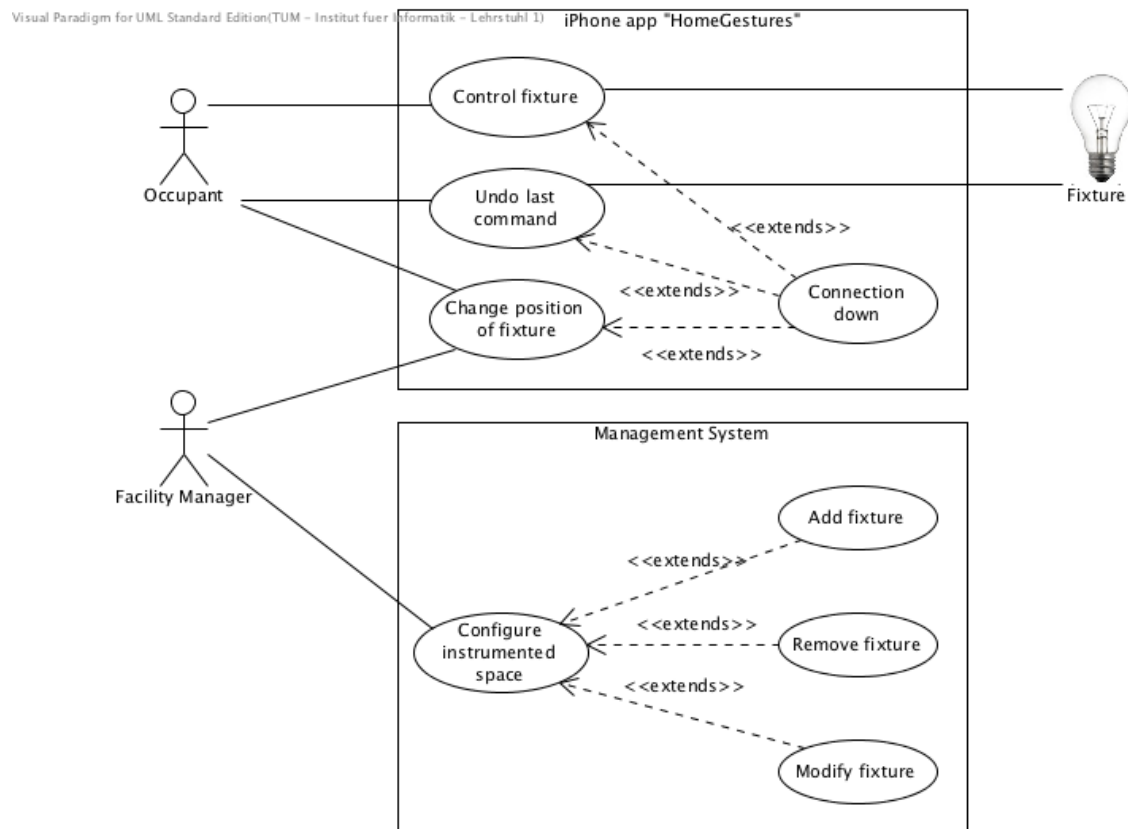 Visual Paradigm for UML Standard Edition(TUM - Institut fuer Informatik - Lehrstuhl 1)
iPhone app "HomeGestures"
Control fixture
Occupant
Fixture
Undo last
command
<<extends>>
<<extends>>
Connection
down
Change position
of fixture
<<extends>>
Facility Manager
Management System
Add fixture
<<extends>>
Configure
instrumented
space
<<extends>>
Remove fixture
<<extends>>
Modify fixture